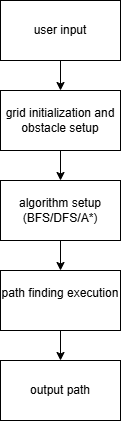 user input
grid initialization and
obstacle setup
algorithm setup
(BFS/DFS/A*)
path finding execution
output path